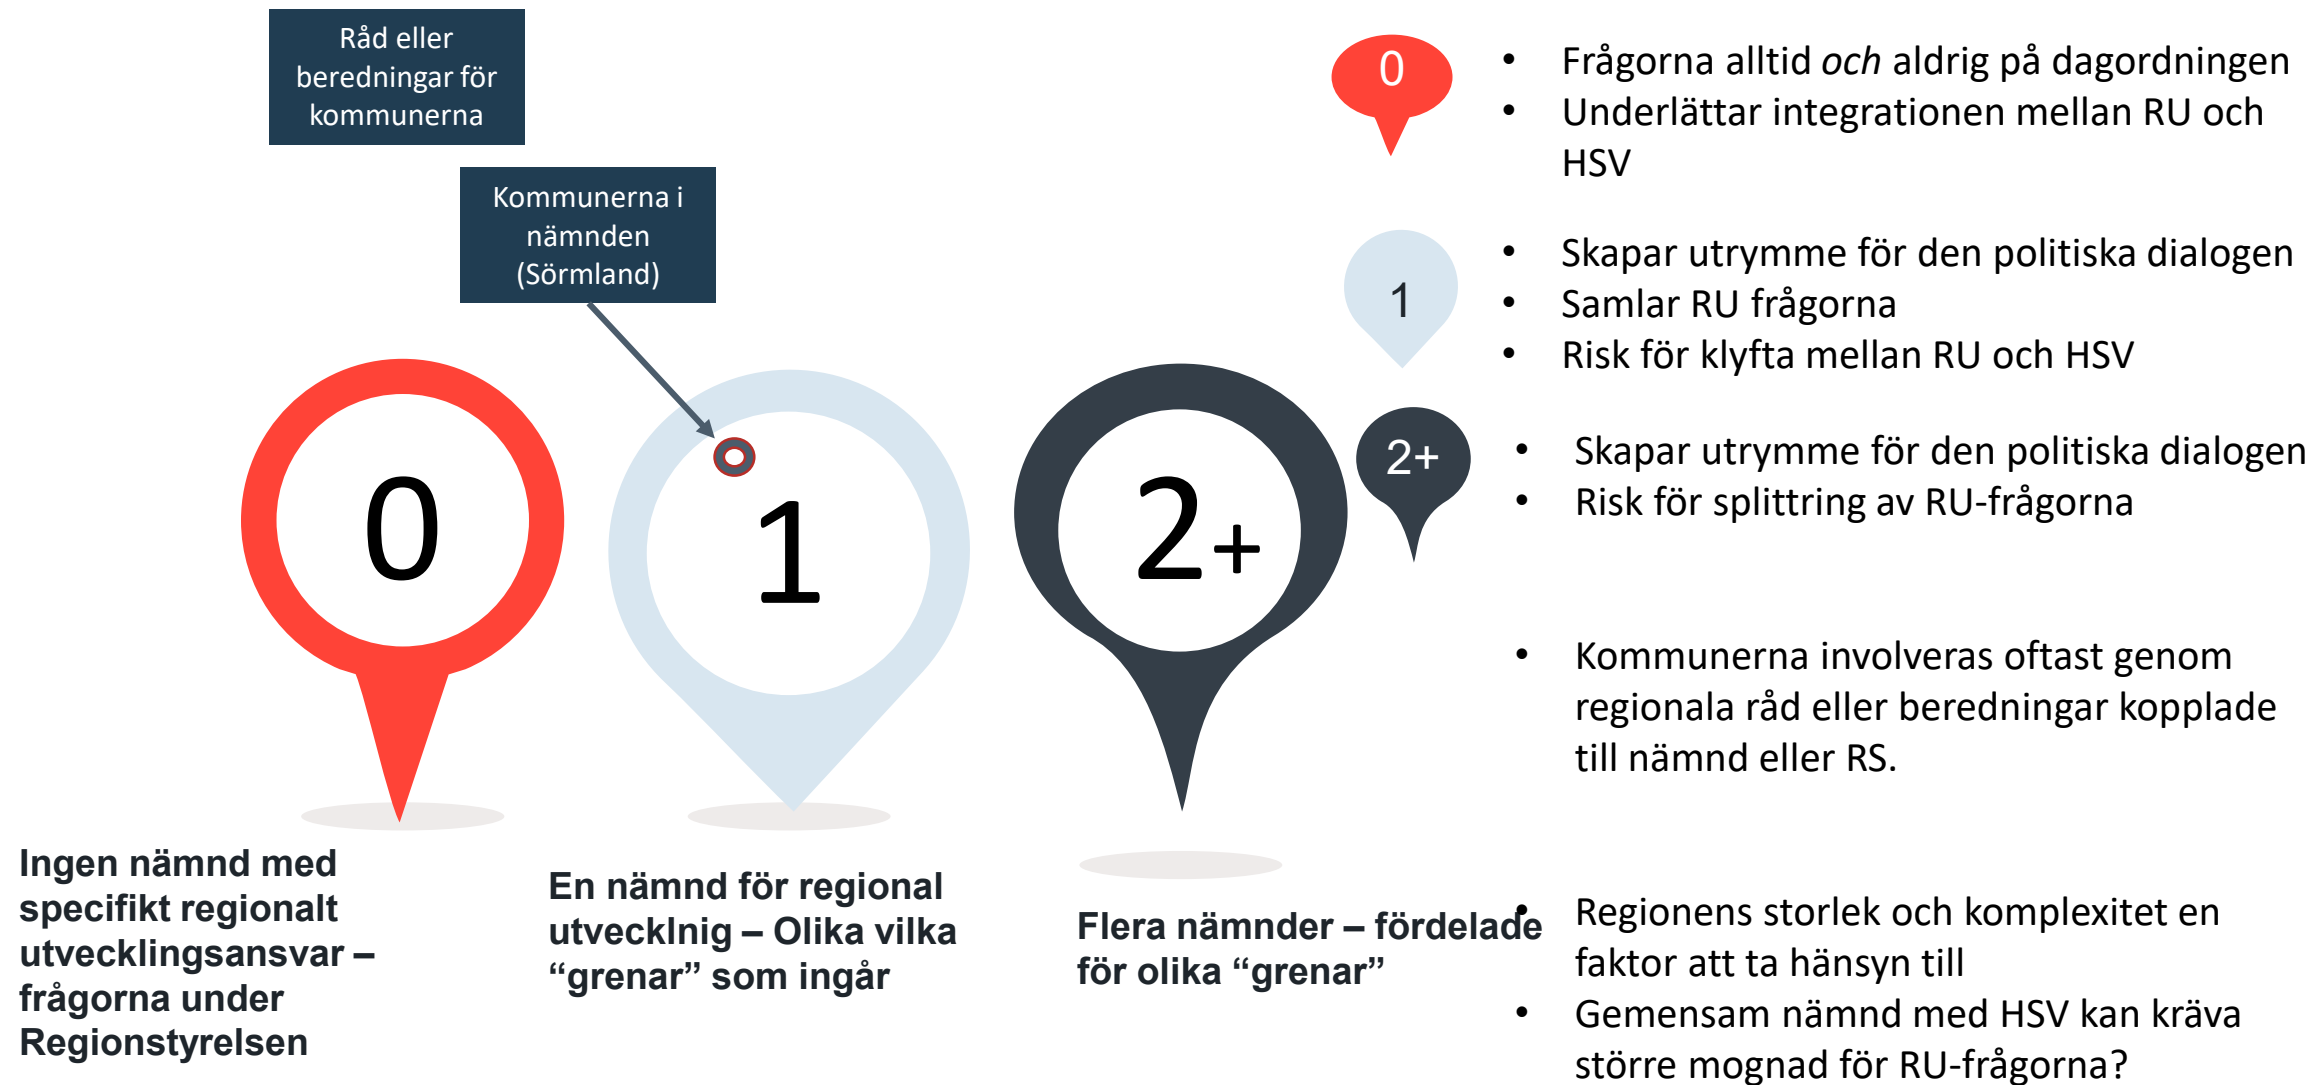 Råd eller
beredningar för
kommunerna
Kommunerna i
nämnden
(Sörmland)
0
1
2+
Ingen nämnd med
specifikt regionalt
utvecklingsansvar –
frågorna under
Regionstyrelsen
En nämnd för regional
utvecklnig – Olika vilka
“grenar” som ingår
Flera nämnder – fördelade
för olika “grenar”
0
• Frågorna alltid och aldrig på dagordningen
• Underlättar integrationen mellan RU och
HSV
1
• Skapar utrymme för den politiska dialogen
• Samlar RU frågorna
• Risk för klyfta mellan RU och HSV
2+
• Skapar utrymme för den politiska dialogen
• Risk för splittring av RU-frågorna
• Kommunerna involveras oftast genom
regionala råd eller beredningar kopplade
till nämnd eller RS.
• Regionens storlek och komplexitet en
faktor att ta hänsyn till
• Gemensam nämnd med HSV kan kräva
större mognad för RU-frågorna?